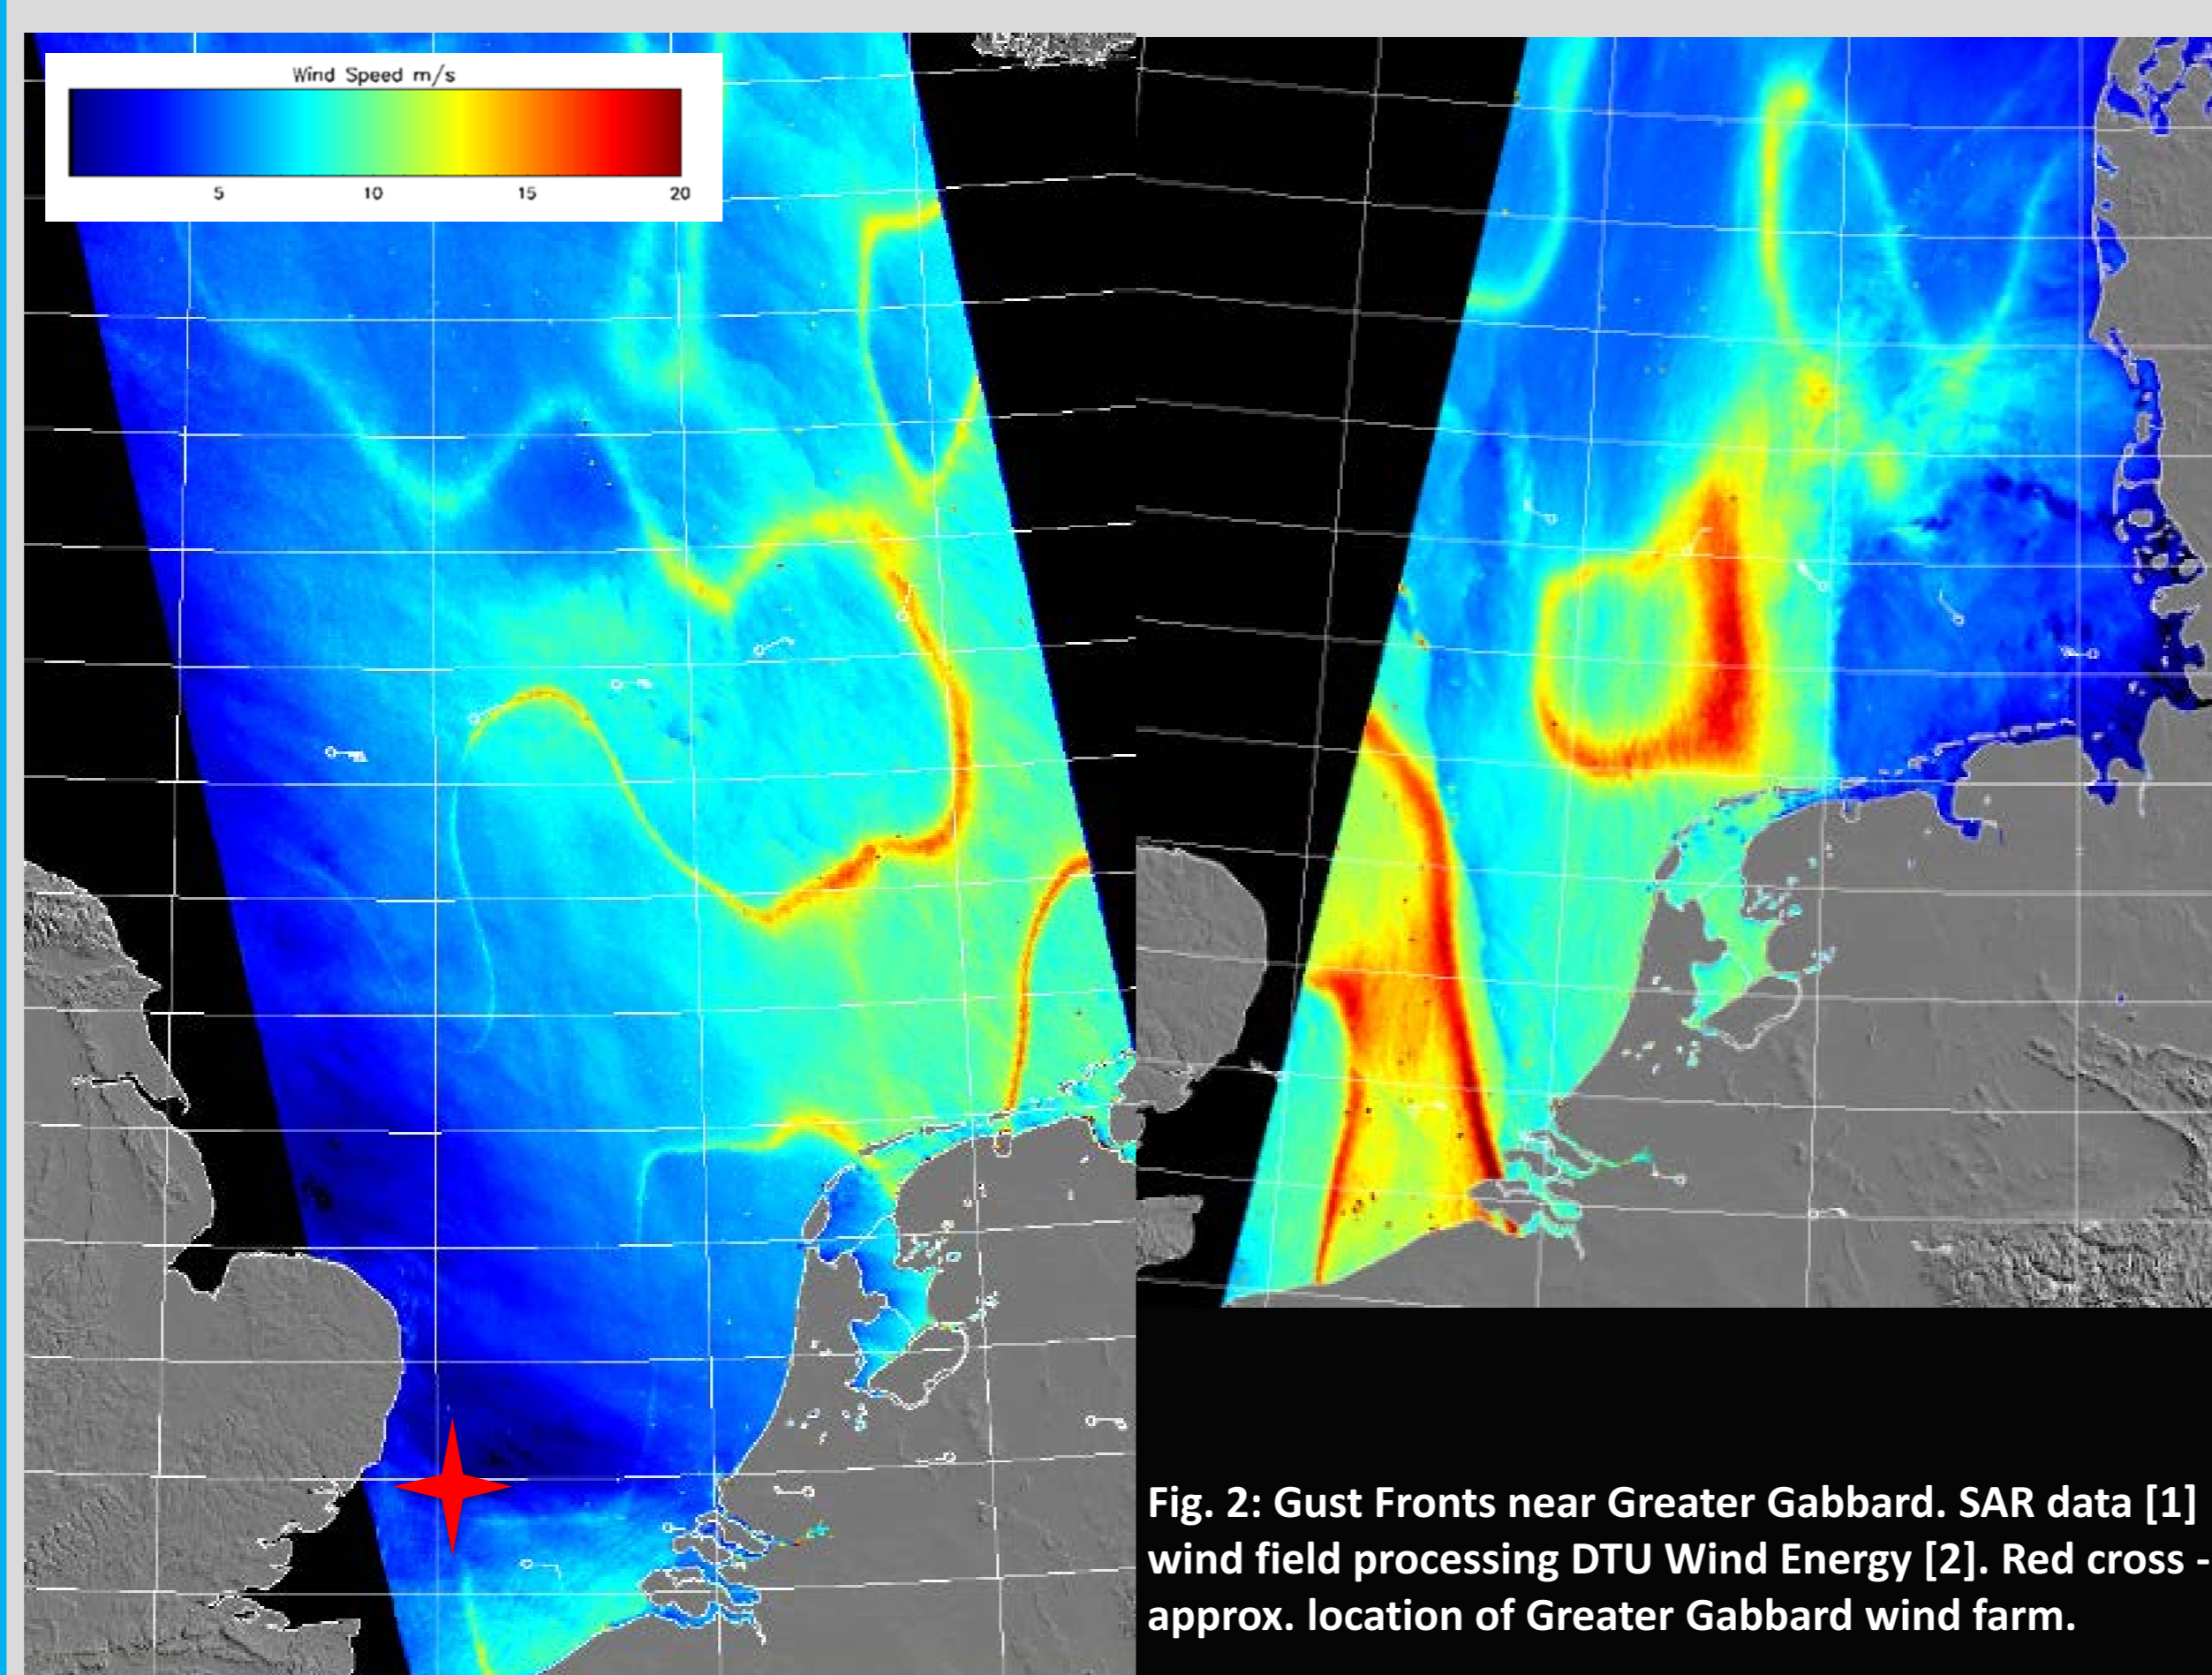 Wind Speed m/s
5 10 15 20
Fig. 2: Gust Fronts near Greater Gabbard. SAR data [1]
wind field processing DTU Wind Energy [2]. Red cross -
approx. location of Greater Gabbard wind farm.